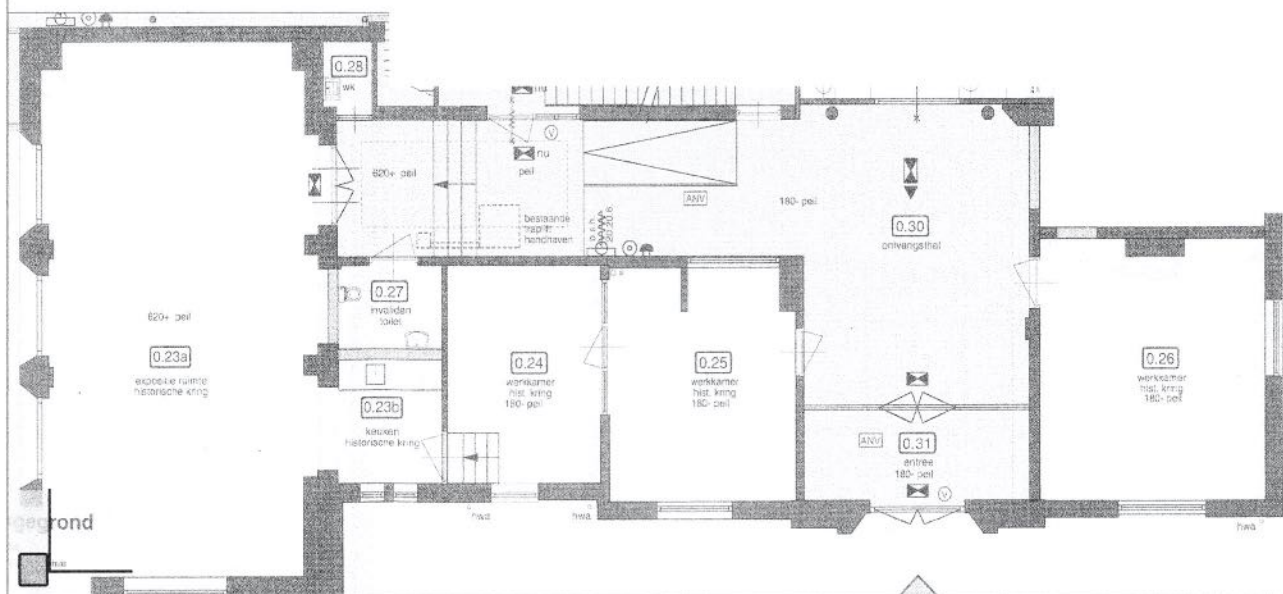 0.28
wk
nu
V
620+ peil
nu
peil
ANV
180- peil
bestaande
traplift
handhaven
0.30
ontvangsthal
0.27
invaliden
toilet
620+ peil
0.23a
expositie ruimte
historische kring
0.24
werkkamer
hist. kring
180- peil
0.25
werkkamer
hist. kring
180- peil
0.26
werkkamer
hist. kring
180- peil
0.23b
keuken
historische kring
ANV
0.31
entree
180- peil
V
hwa
hwa
hwa
gegrond